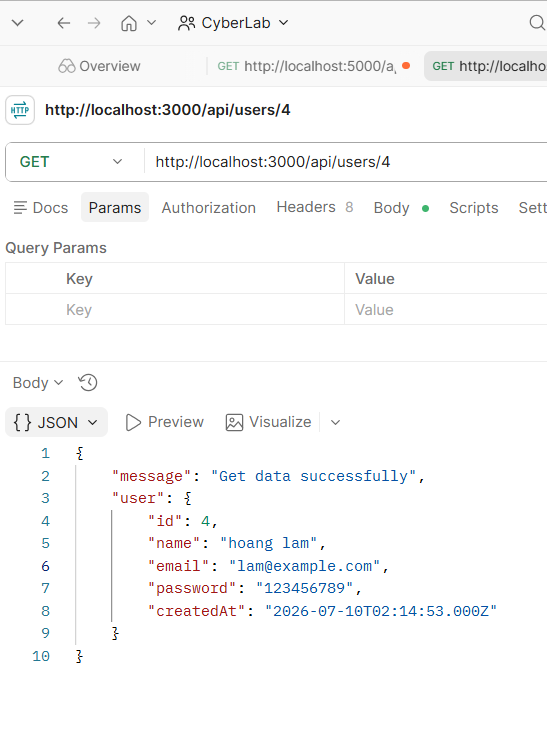 CyberLab
Overview GET http://localhost:5000/a GET http://localho
HTTP http://localhost:3000/api/users/4
GET http://localhost:3000/api/users/4
Docs Params Authorization Headers 8 Body Scripts Sett
Query Params
Key Value
Key Value
Body
{} JSON Preview Visualize
1 {
2 "message": "Get data successfully",
3 "user": {
4 "id": 4,
5 "name": "hoang lam",
6 "email": "lam@example.com",
7 "password": "123456789",
8 "createdAt": "2026-07-10T02:14:53.000Z"
9 }
10 }